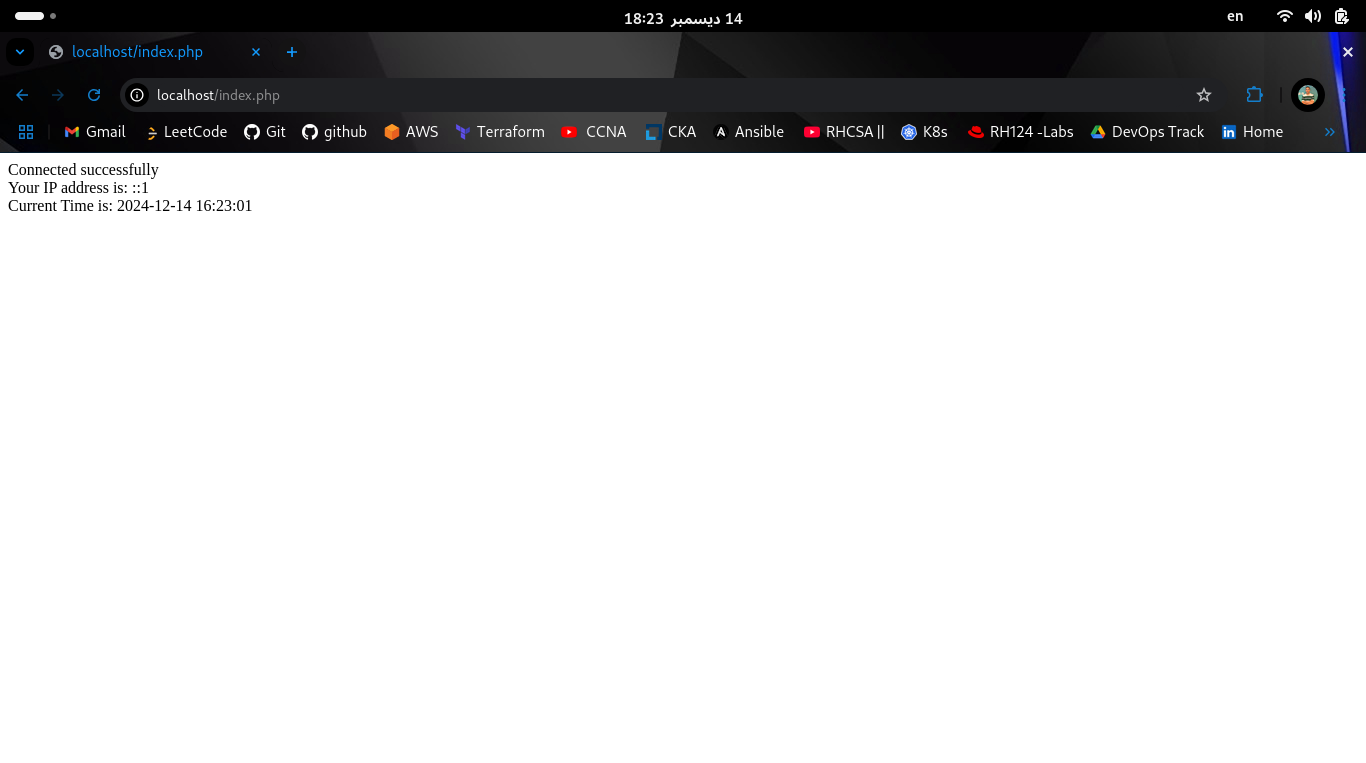 14 ديسمبر 18:23
en
localhost/index.php
localhost/index.php
Gmail LeetCode Git github AWS Terraform CCNA CKA Ansible RHCSA || K8s RH124 -Labs DevOps Track Home
Connected successfully
Your IP address is: ::1
Current Time is: 2024-12-14 16:23:01